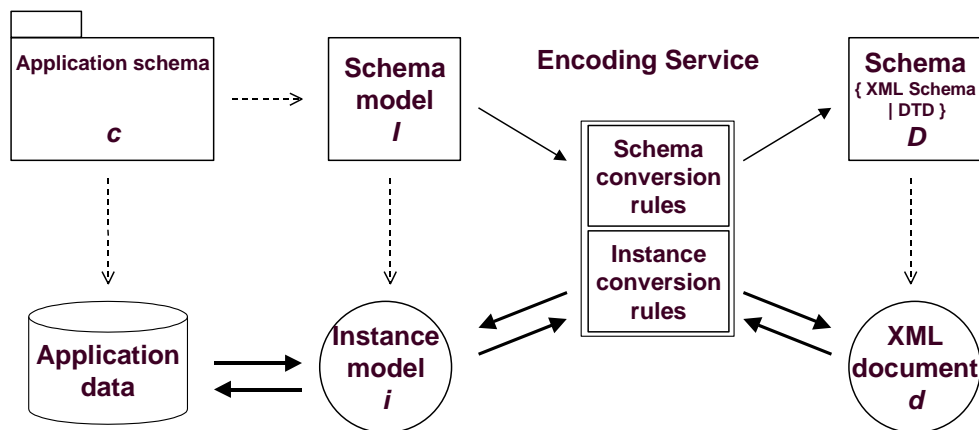 Application schema
c
Schema
model
I
Encoding Service
Schema
{ XML Schema
| DTD }
D
Schema
conversion
rules
Instance
conversion
rules
Application
data
Instance
model
i
XML
document
d